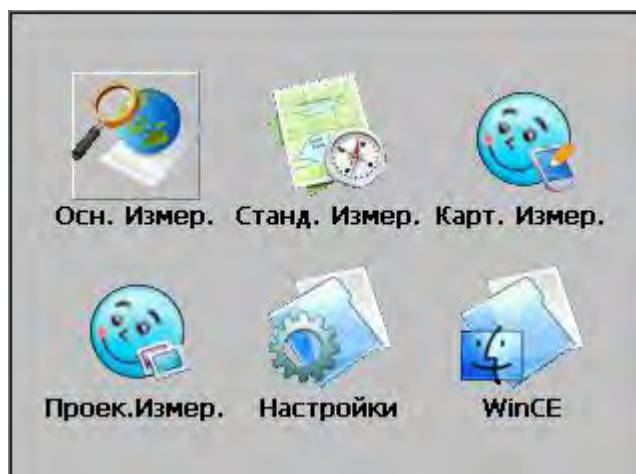 Осн. Измер. Станд. Измер. Карт. Измер.
Проек.Измер. Настройки WinCE